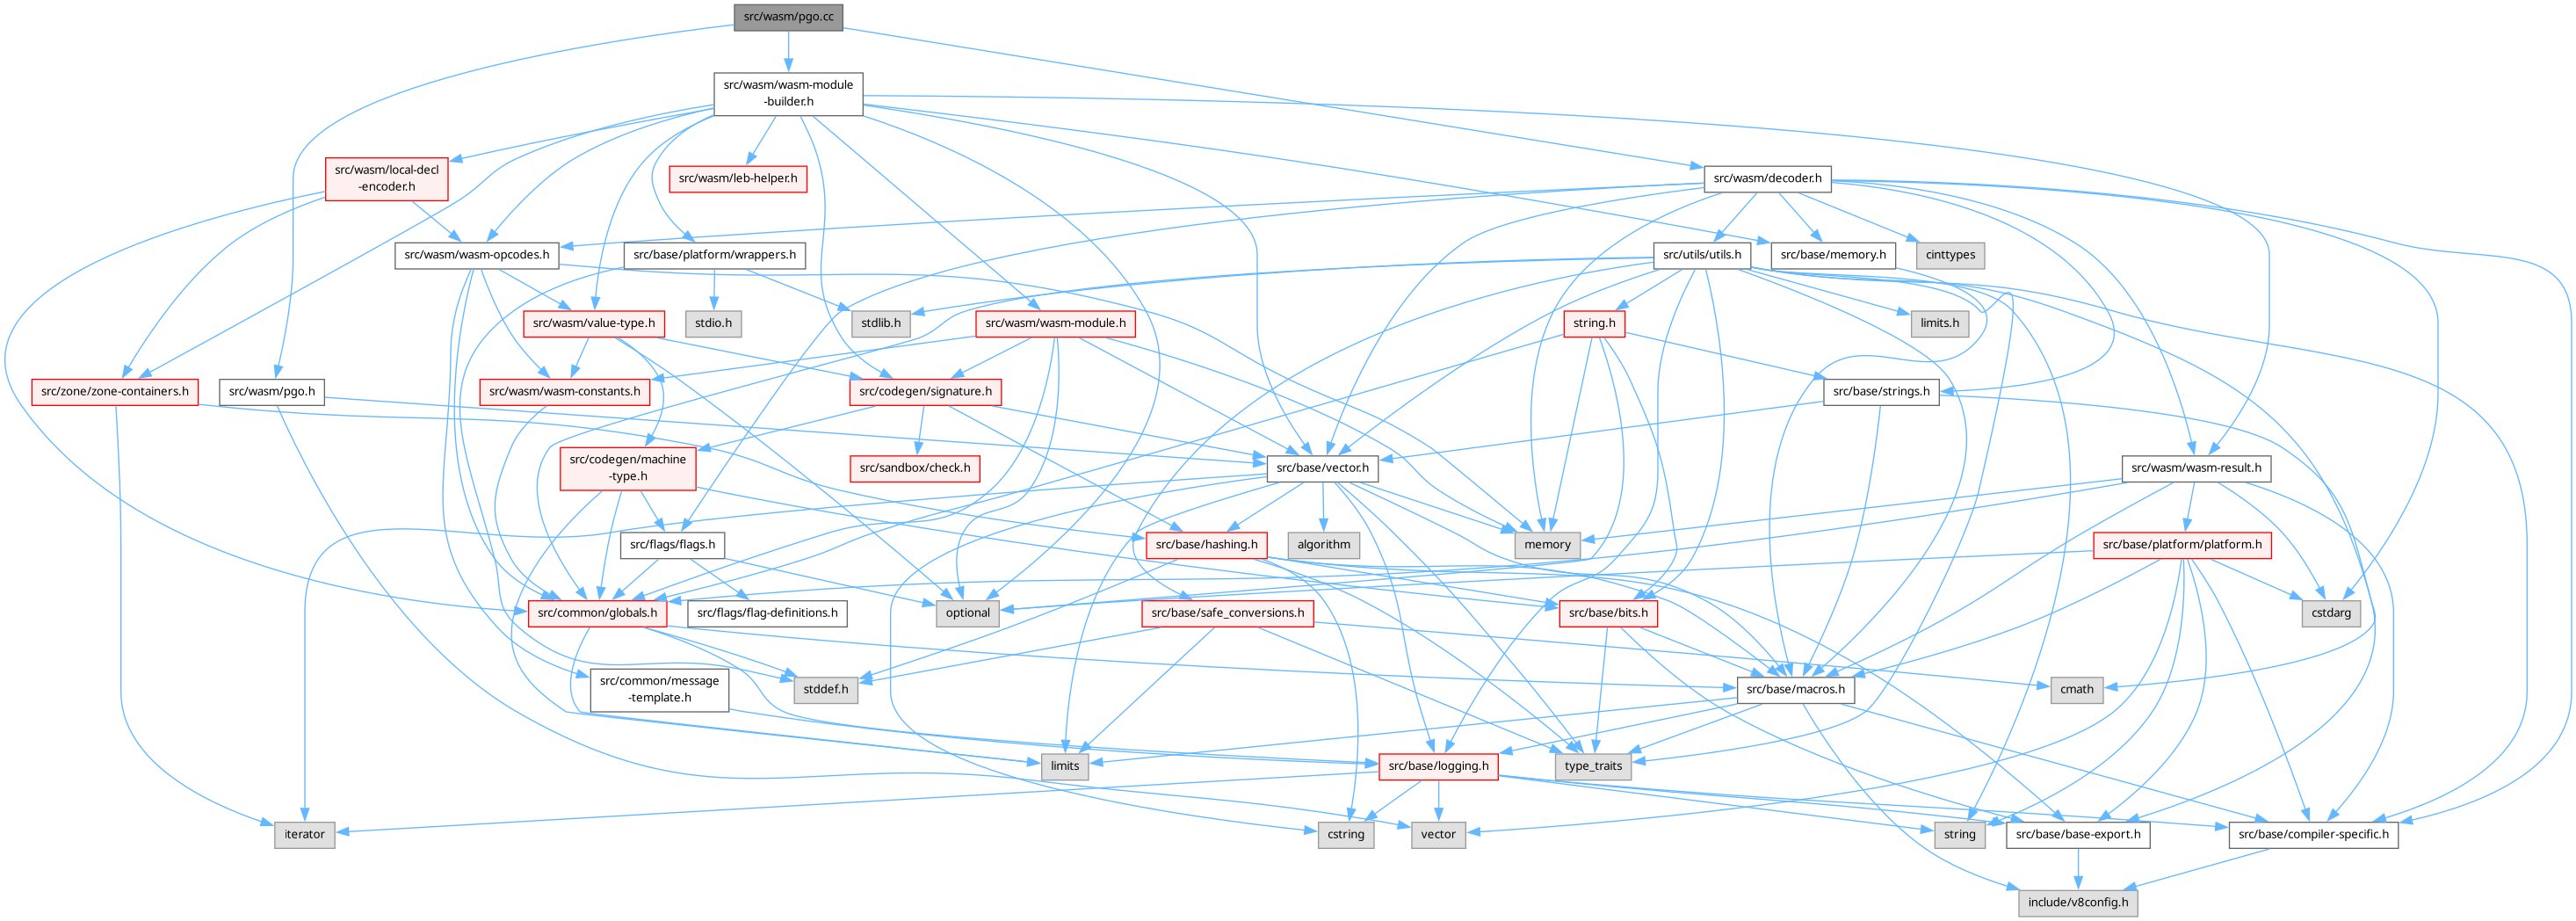 src/wasm/pgo.cc
src/wasm/wasm-module
-builder.h
src/wasm/local-decl
-encoder.h
src/wasm/leb-helper.h
src/wasm/decoder.h
src/wasm/wasm-opcodes.h
src/base/platform/wrappers.h
src/utils/utils.h
src/base/memory.h
cinttypes
src/wasm/value-type.h
stdio.h
stdlib.h
src/wasm/wasm-module.h
string.h
limits.h
src/zone/zone-containers.h
src/wasm/pgo.h
src/wasm/wasm-constants.h
src/codegen/signature.h
src/base/strings.h
src/codegen/machine
-type.h
src/sandbox/check.h
src/base/vector.h
src/wasm/wasm-result.h
src/flags/flags.h
src/base/hashing.h
algorithm
memory
src/base/platform/platform.h
src/common/globals.h
src/flags/flag-definitions.h
optional
src/base/safe_conversions.h
src/base/bits.h
cstdarg
src/common/message
-template.h
stddef.h
src/base/macros.h
cmath
limits
src/base/logging.h
type_traits
iterator
cstring
vector
string
src/base/base-export.h
src/base/compiler-specific.h
include/v8config.h